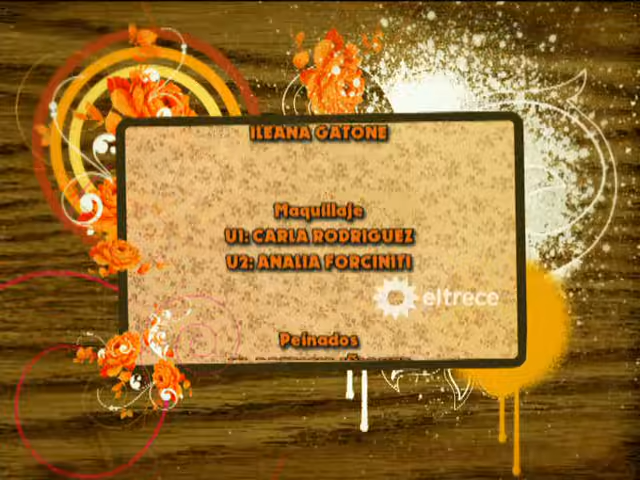 ILEANA GATONE
Maquillaje
U1: CARLA RODRIGUEZ
U2: ANALIA FORCINITI
eltrece
Peinados